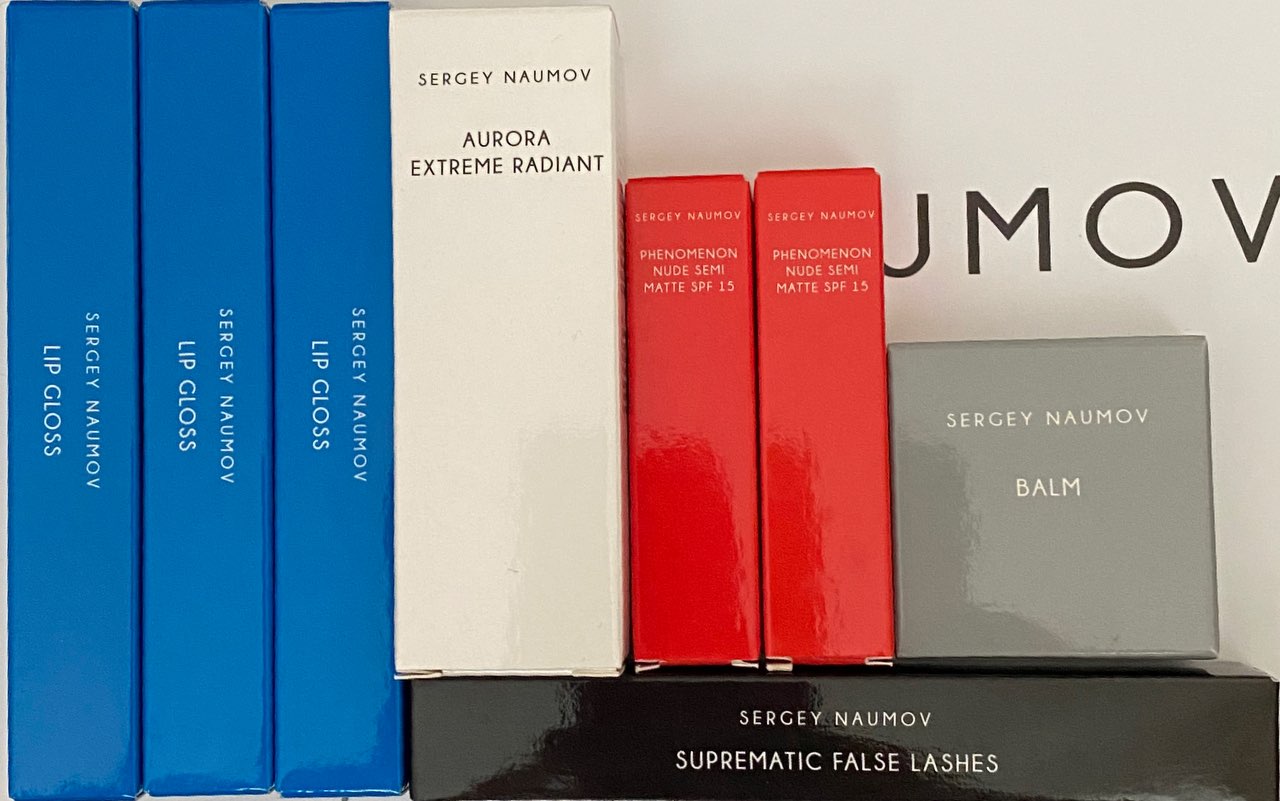 SERGEY NAUMOV
LIP GLOSS
SERGEY NAUMOV
LIP GLOSS
SERGEY NAUMOV
LIP GLOSS
SERGEY NAUMOV
AURORA
EXTREME RADIANT
SERGEY NAUMOV
PHENOMENON
NUDE SEMI
MATTE SPF 15
SERGEY NAUMOV
PHENOMENON
NUDE SEMI
MATTE SPF 15
UMOV
SERGEY NAUMOV
BALM
SERGEY NAUMOV
SUPREMATIC FALSE LASHES